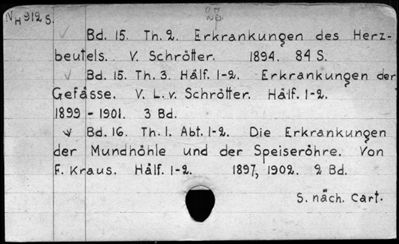 NH 912 S.
Bd. 15. Th. 2. Erkrankungen des Herz-
beutels. V. Schrötter. 1894. 84 S.
Bd. 15. Th. 3. Hälf. 1-2. Erkrankungen der
Gefässe. V. L. v. Schrötter. Hälf. 1-2.
1899 - 1901. 3 Bd.
Bd. 16. Th. 1. Abt. 1-2. Die Erkrankungen
der Mundhöhle und der Speiseröhre. Von
F. Kraus. Hälf. 1-2. 1897, 1902. 2 Bd.
S. näch. Cart.